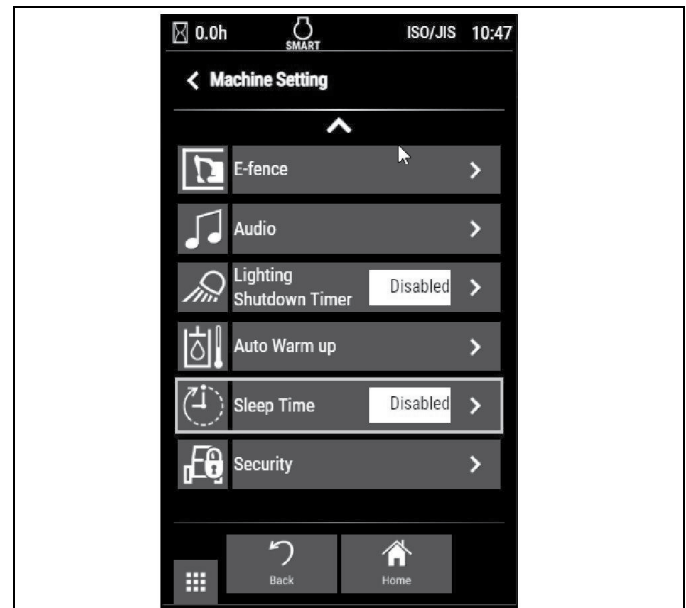 0.0h SMART ISO/JIS 10:47
Machine Setting
E-fence
Audio
Lighting
Shutdown Timer Disabled
Auto Warm up
Sleep Time Disabled
Security
Back Home